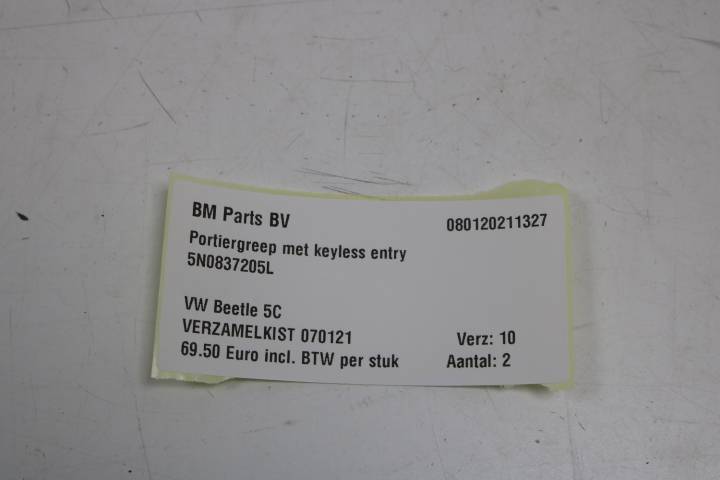 BM Parts BV 080120211327
Portiergreep met keyless entry
5N0837205L
VW Beetle 5C
VERZAMELKIST 070121 Verz: 10
69.50 Euro incl. BTW per stuk Aantal: 2